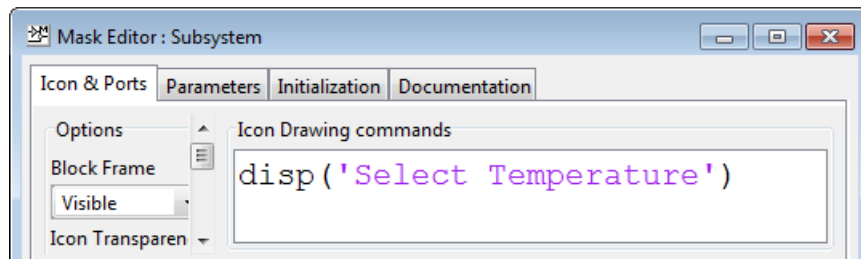 Mask Editor : Subsystem
Icon & Ports Parameters Initialization Documentation
Options
Block Frame
Visible
Icon Transparen
Icon Drawing commands
disp('Select Temperature')